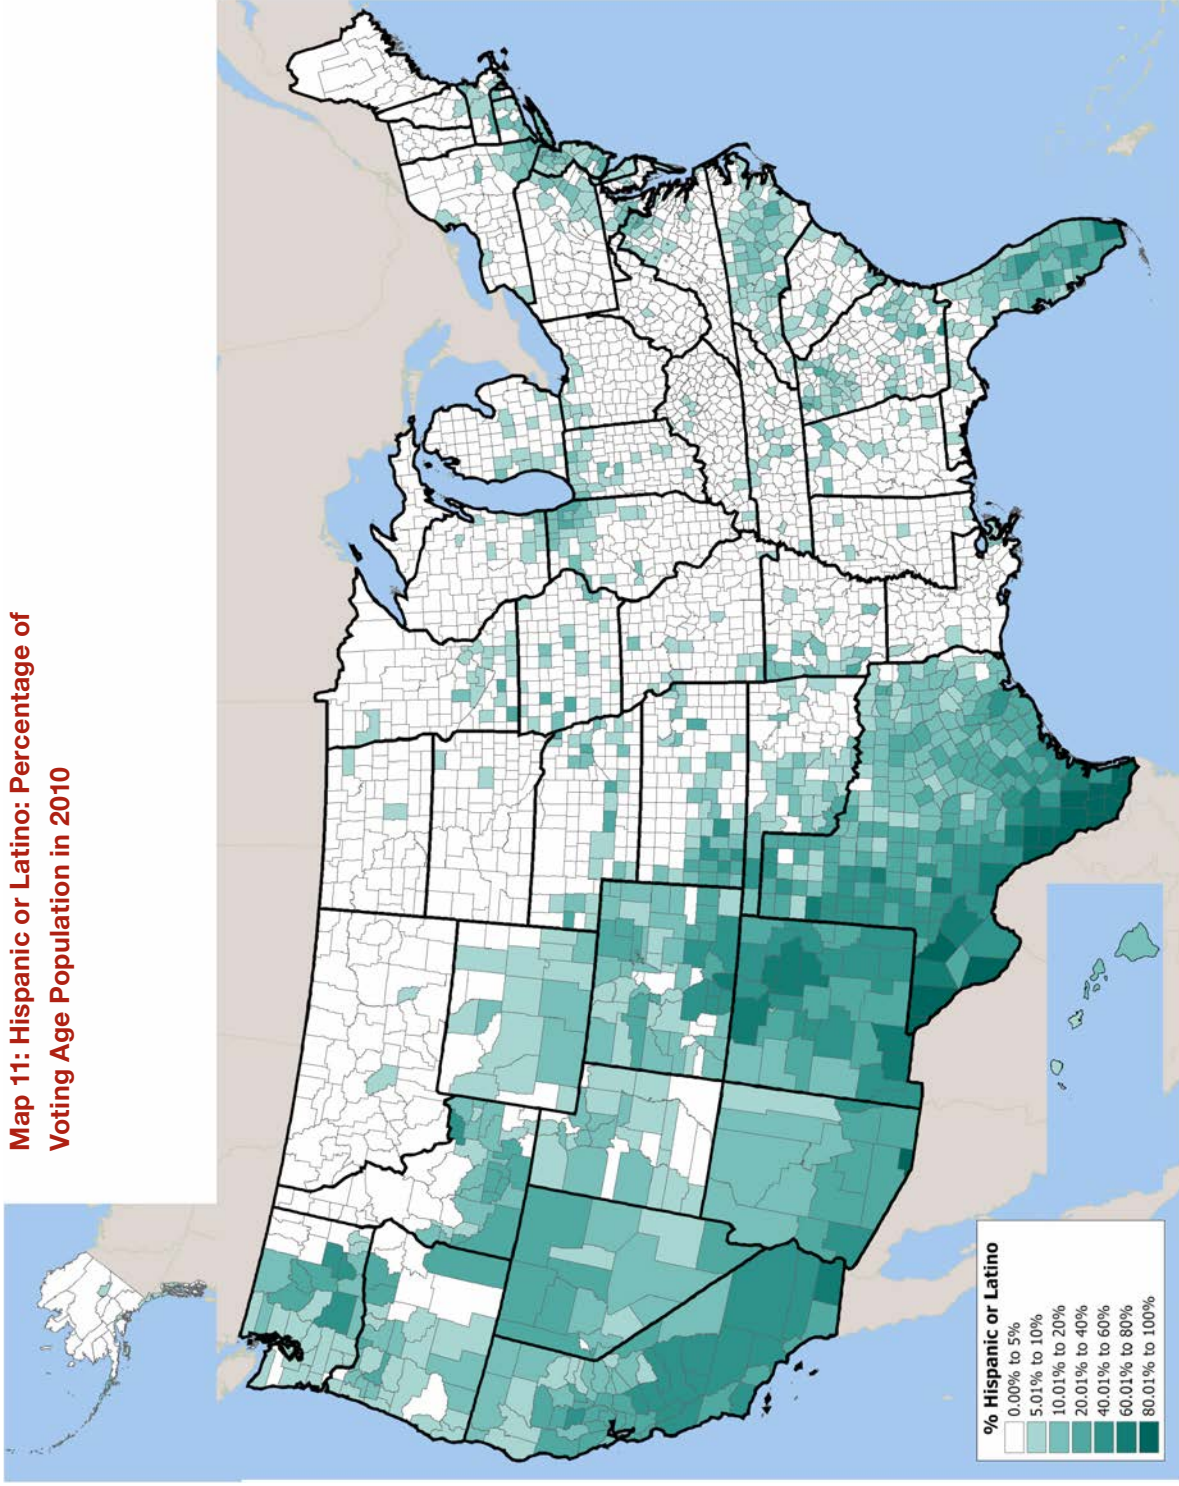 Map 11: Hispanic or Latino: Percentage of
Voting Age Population in 2010
% Hispanic or Latino
0.00% to 5%
5.01% to 10%
10.01% to 20%
20.01% to 40%
40.01% to 60%
60.01% to 80%
80.01% to 100%